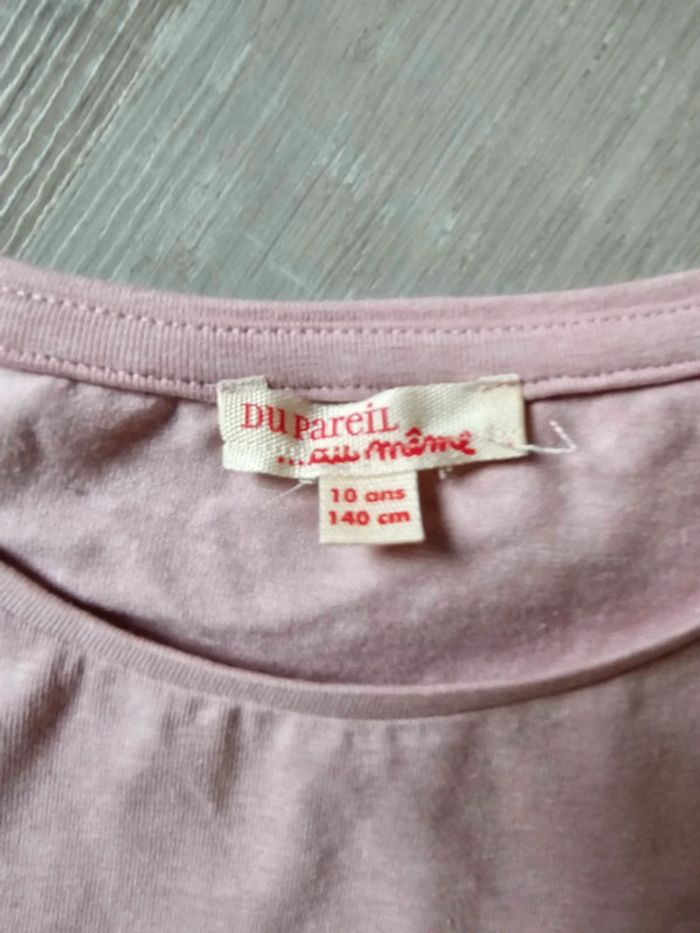 DU PareiL
...au même
10 ans
140 cm